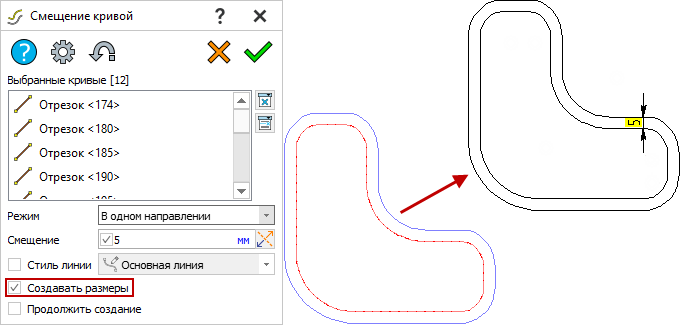 Смещение кривой
?
?
Выбранные кривые [12]
Отрезок <174>
Отрезок <180>
Отрезок <185>
Отрезок <190>
Режим
В одном направлении
Смещение
5
мм
Стиль линии
Основная линия
Создавать размеры
Продолжить создание
5